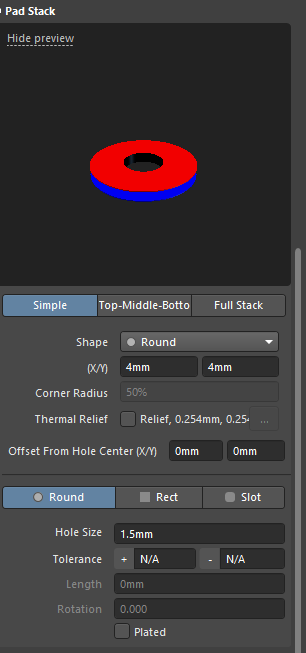 Pad Stack
Hide preview
Simple Top-Middle-Botto Full Stack
Shape Round
(X/Y) 4mm 4mm
Corner Radius 50%
Thermal Relief Relief, 0.254mm, 0.254 ...
Offset From Hole Center (X/Y) 0mm 0mm
Round Rect Slot
Hole Size 1.5mm
Tolerance + N/A - N/A
Length 0mm
Rotation 0.000
Plated